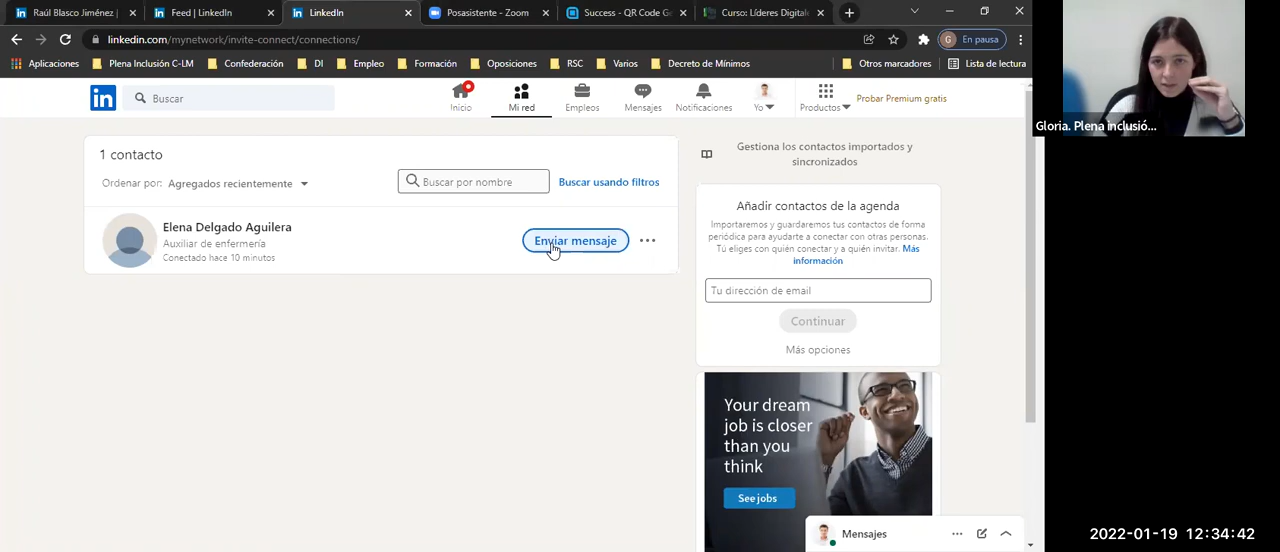 Raúl Blasco Jiménez |
Feed | LinkedIn
LinkedIn
Posasistente - Zoom
Success - QR Code Ge
Curso: Líderes Digitale
linkedin.com/mynetwork/invite-connect/connections/
G En pausa
Aplicaciones
Plena Inclusión C-LM
Confederación
DI
Empleo
Formación
Oposiciones
RSC
Varios
Decreto de Mínimos
Otros marcadores
Lista de lectura
in
Buscar
Inicio
Mi red
Empleos
Mensajes
Notificaciones
Yo
Productos
Probar Premium gratis
1 contacto
Ordenar por: Agregados recientemente
Buscar por nombre
Buscar usando filtros
Elena Delgado Aguilera
Auxiliar de enfermería
Conectado hace 10 minutos
Enviar mensaje
Gestiona los contactos importados y
sincronizados
Añadir contactos de la agenda
Importaremos y guardaremos tus contactos de forma
periódica para ayudarte a conectar con otras personas.
Tú eliges con quién conectar y a quién invitar. Más
información
Tu dirección de email
Continuar
Más opciones
Your dream
job is closer
than you
think
See jobs
Mensajes
Gloria. Plena inclusió...
2022-01-19 12:34:42